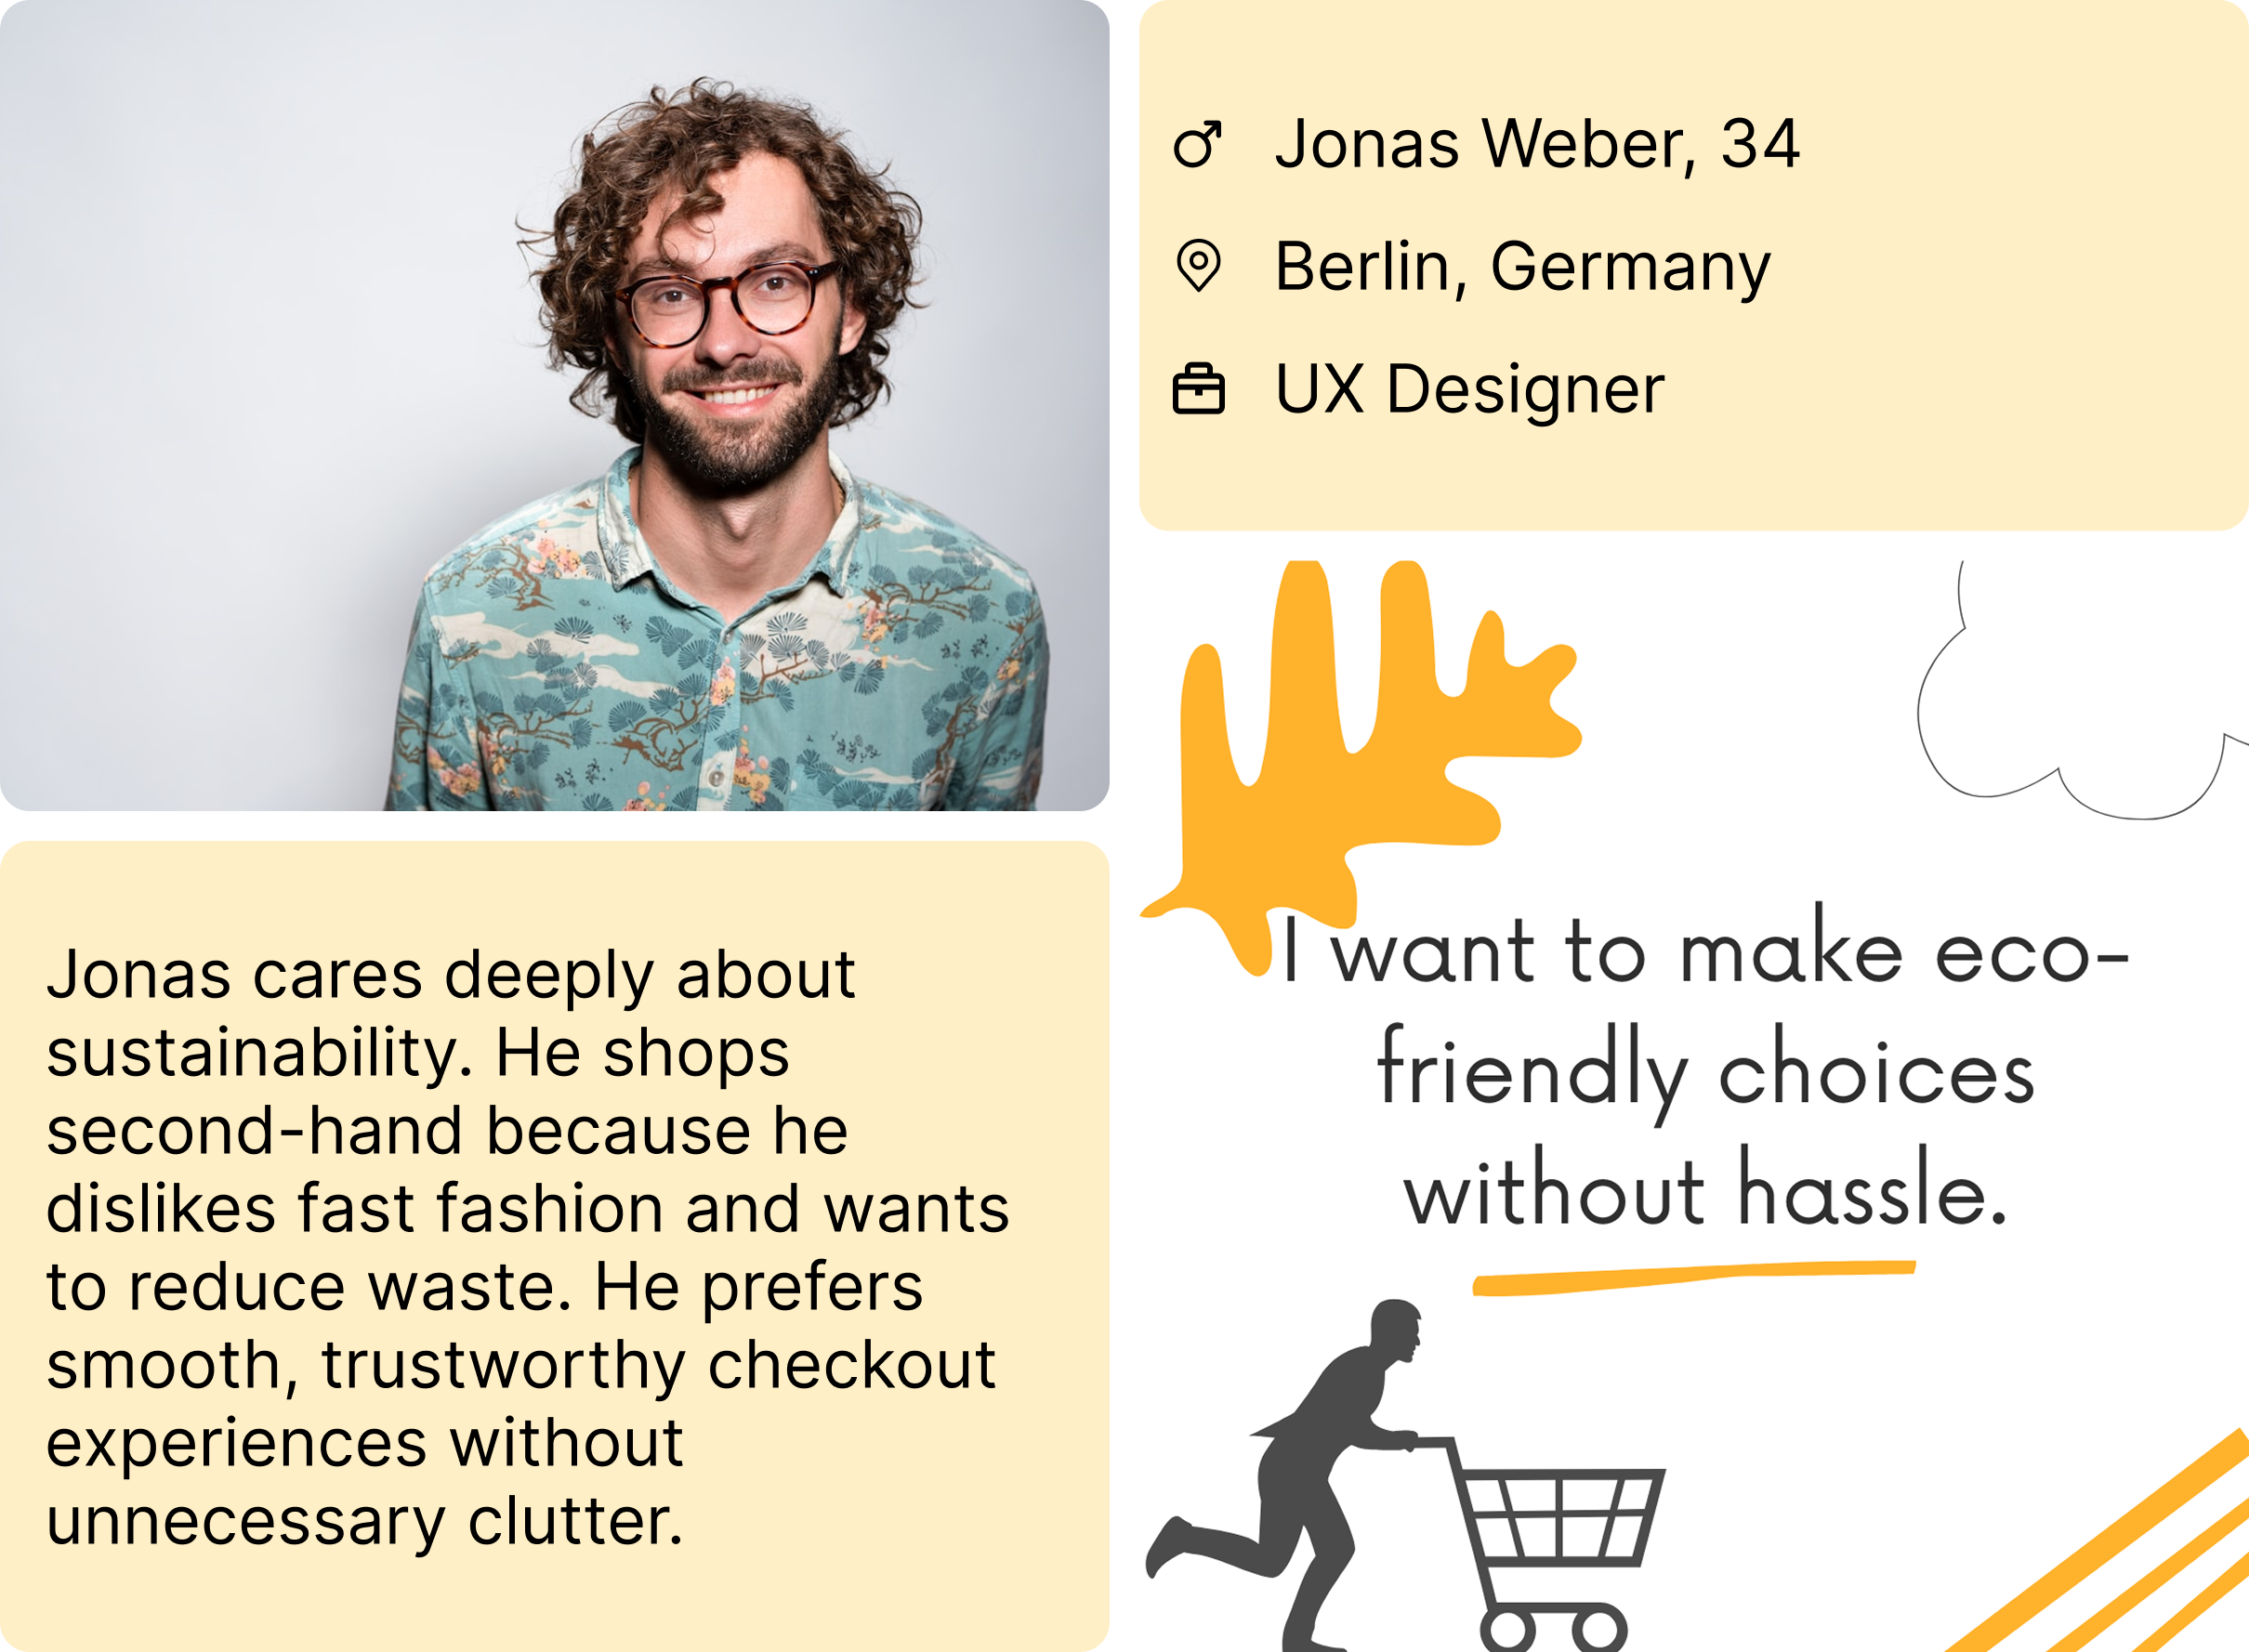 Jonas Weber, 34
Berlin, Germany
UX Designer
Jonas cares deeply about
sustainability. He shops
second-hand because he
dislikes fast fashion and wants
to reduce waste. He prefers
smooth, trustworthy checkout
experiences without
unnecessary clutter.
I want to make eco-
friendly choices
without hassle.